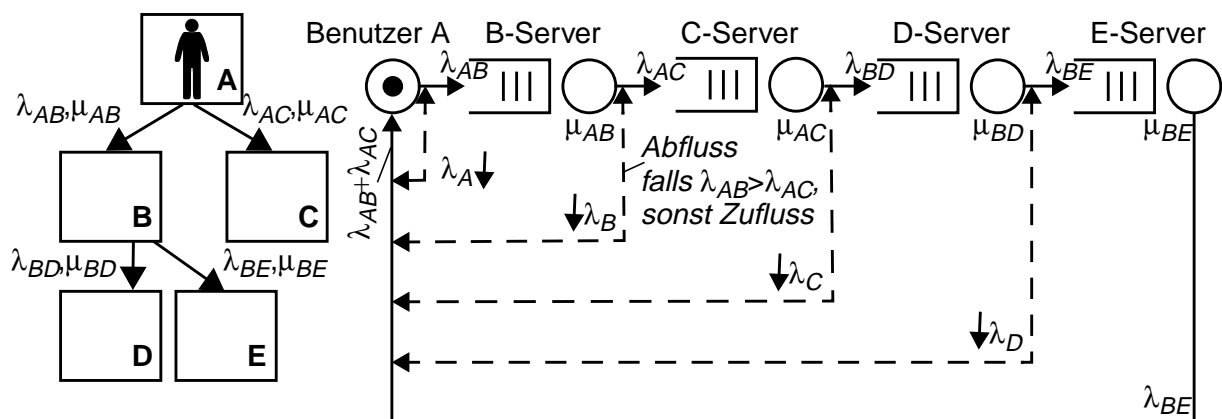 Benutzer A B-Server C-Server D-Server E-Server
A
λAB λAC λBD λBE
λAB,μAB λAC,μAC
μAB μAC μBD μBE
λAB+λAC
λA
Abfluss
falls λAB>λAC,
sonst Zufluss
B C
λB
λBD,μBD λBE,μBE
λC
D E
λD
λBE